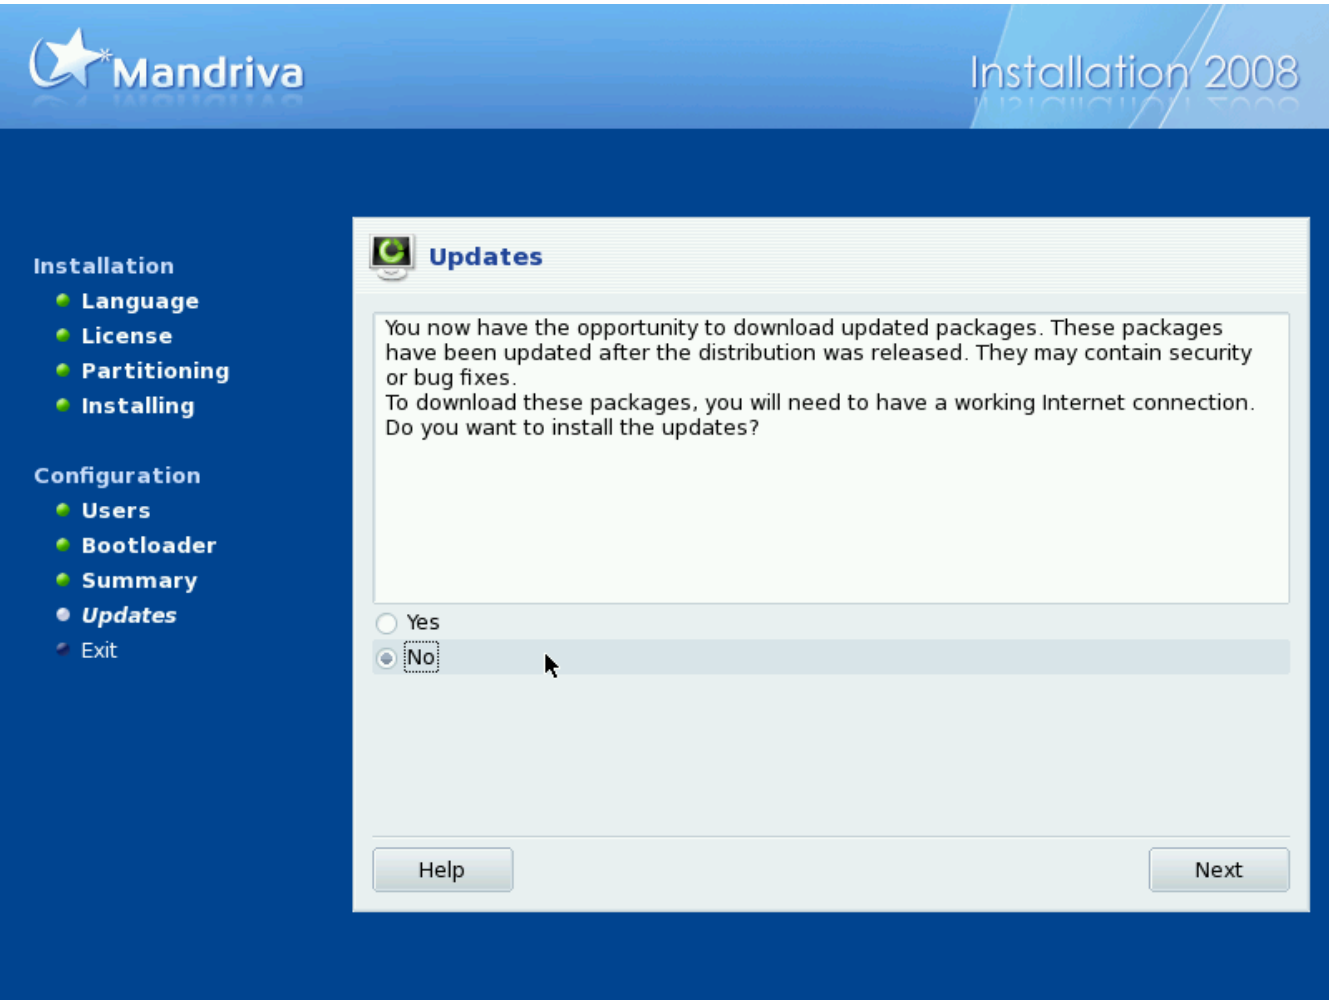 Mandriva
Installation 2008
Installation
Language
License
Partitioning
Installing
Configuration
Users
Bootloader
Summary
Updates
Exit
Updates
You now have the opportunity to download updated packages. These packages
have been updated after the distribution was released. They may contain security
or bug fixes.
To download these packages, you will need to have a working Internet connection.
Do you want to install the updates?
Yes
No
Help
Next